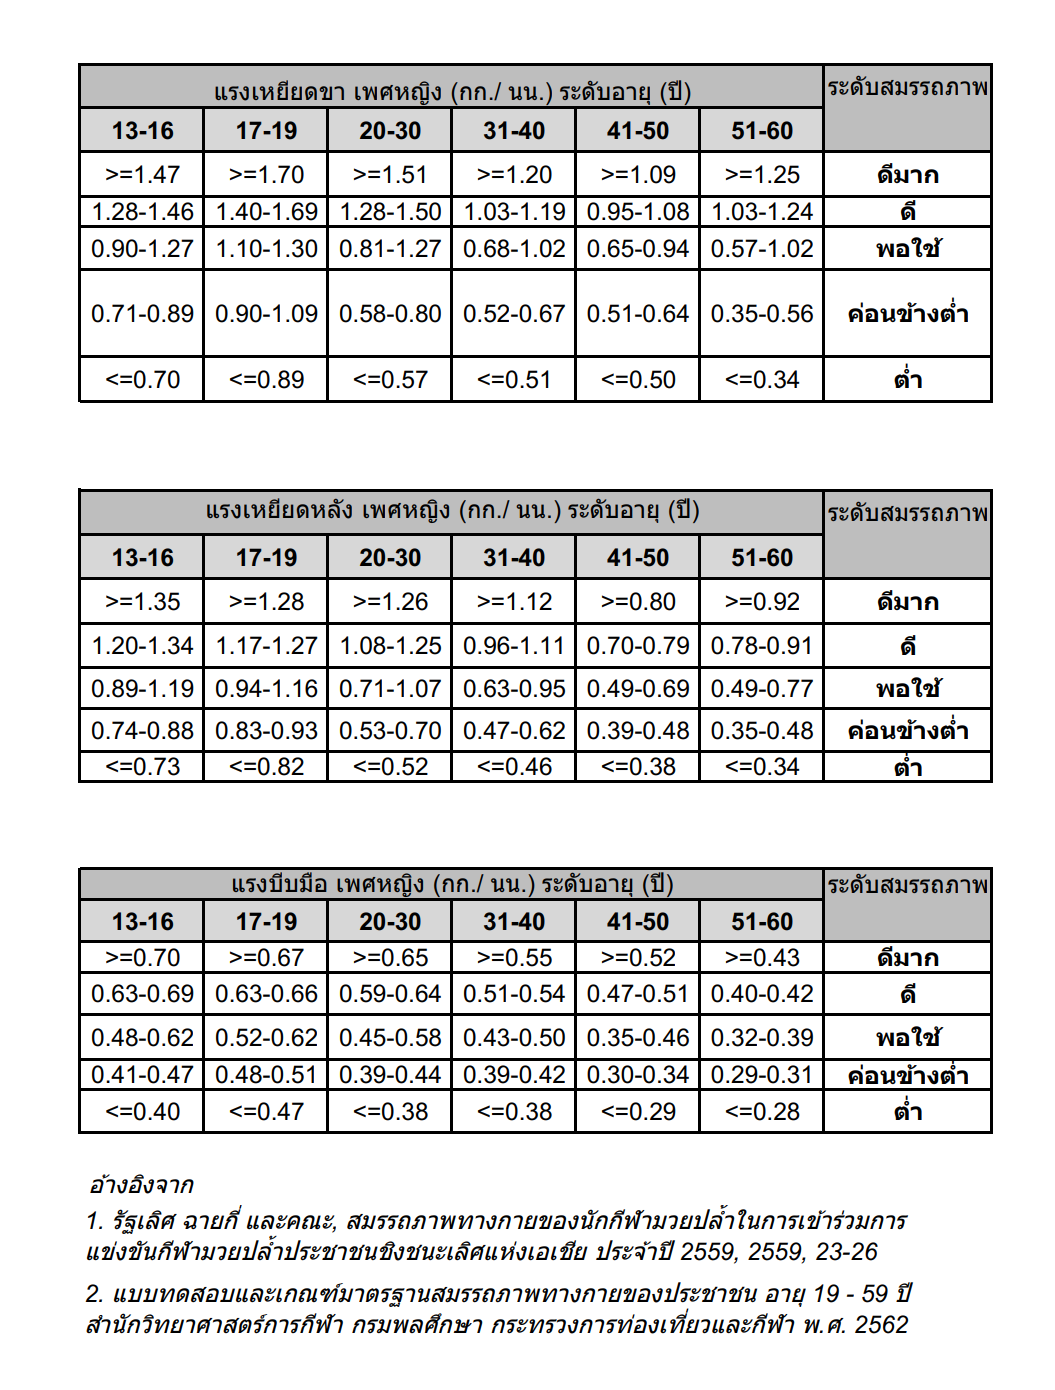 แรงเหยียดขา เพศหญิง (กก./ นน.) ระดับอายุ (ปี) ระดับสมรรถภาพ
13-16 17-19 20-30 31-40 41-50 51-60
>=1.47 >=1.70 >=1.51 >=1.20 >=1.09 >=1.25 ดีมาก
1.28-1.46 1.40-1.69 1.28-1.50 1.03-1.19 0.95-1.08 1.03-1.24 ดี
0.90-1.27 1.10-1.30 0.81-1.27 0.68-1.02 0.65-0.94 0.57-1.02 พอใช้
0.71-0.89 0.90-1.09 0.58-0.80 0.52-0.67 0.51-0.64 0.35-0.56 ค่อนข้างต่ำ
<=0.70 <=0.89 <=0.57 <=0.51 <=0.50 <=0.34 ต่ำ
แรงเหยียดหลัง เพศหญิง (กก./ นน.) ระดับอายุ (ปี) ระดับสมรรถภาพ
13-16 17-19 20-30 31-40 41-50 51-60
>=1.35 >=1.28 >=1.26 >=1.12 >=0.80 >=0.92 ดีมาก
1.20-1.34 1.17-1.27 1.08-1.25 0.96-1.11 0.70-0.79 0.78-0.91 ดี
0.89-1.19 0.94-1.16 0.71-1.07 0.63-0.95 0.49-0.69 0.49-0.77 พอใช้
0.74-0.88 0.83-0.93 0.53-0.70 0.47-0.62 0.39-0.48 0.35-0.48 ค่อนข้างต่ำ
<=0.73 <=0.82 <=0.52 <=0.46 <=0.38 <=0.34 ต่ำ
แรงบีบมือ เพศหญิง (กก./ นน.) ระดับอายุ (ปี) ระดับสมรรถภาพ
13-16 17-19 20-30 31-40 41-50 51-60
>=0.70 >=0.67 >=0.65 >=0.55 >=0.52 >=0.43 ดีมาก
0.63-0.69 0.63-0.66 0.59-0.64 0.51-0.54 0.47-0.51 0.40-0.42 ดี
0.48-0.62 0.52-0.62 0.45-0.58 0.43-0.50 0.35-0.46 0.32-0.39 พอใช้
0.41-0.47 0.48-0.51 0.39-0.44 0.39-0.42 0.30-0.34 0.29-0.31 ค่อนข้างต่ำ
<=0.40 <=0.47 <=0.38 <=0.38 <=0.29 <=0.28 ต่ำ
อ้างอิงจาก
1. รัฐเลิศ ฉายกี่ และคณะ, สมรรถภาพทางกายของนักกีฬามวยปล้ำในการเข้าร่วมการ
แข่งขันกีฬามวยปล้ำประชาชนชิงชนะเลิศแห่งเอเชีย ประจำปี 2559, 2559, 23-26
2. แบบทดสอบและเกณฑ์มาตรฐานสมรรถภาพทางกายของประชาชน อายุ 19 - 59 ปี
สำนักวิทยาศาสตร์การกีฬา กรมพลศึกษา กระทรวงการท่องเที่ยวและกีฬา พ.ศ. 2562